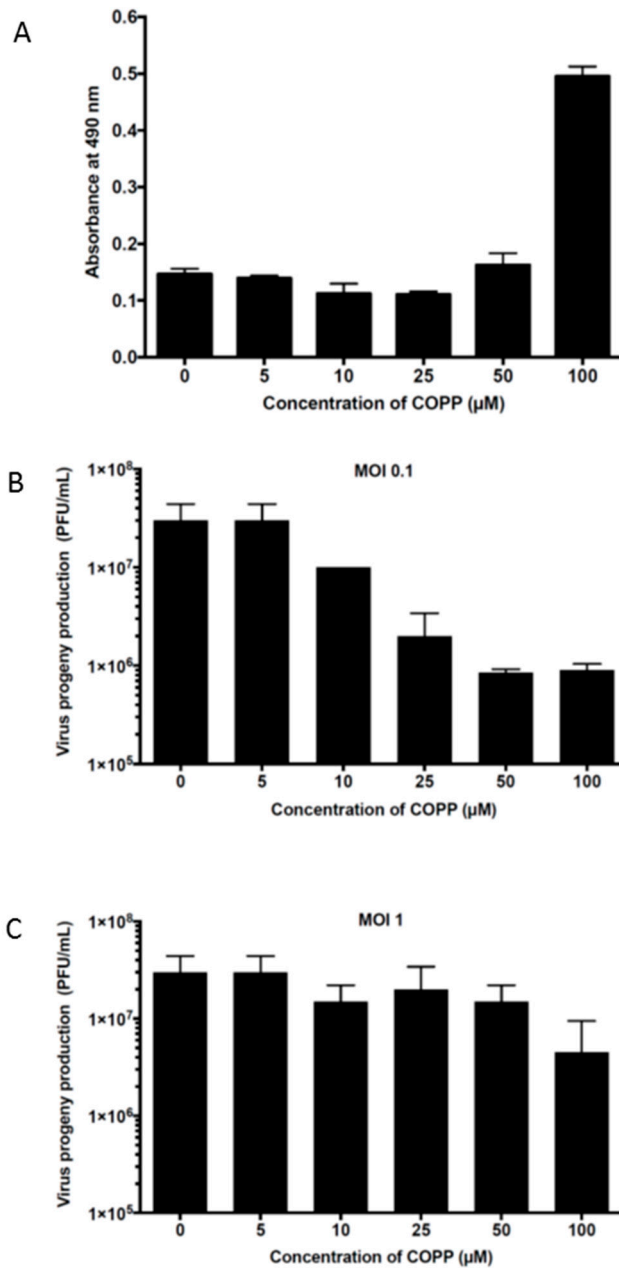 A
Absorbance at 490 nm
0.6
0.5
0.4
0.3
0.2
0.1
0.0
0 5 10 25 50 100
Concentration of COPP (µM)
B
MOI 0.1
Virus progeny production (PFU/mL)
1×10⁸
1×10⁷
1×10⁶
1×10⁵
0 5 10 25 50 100
Concentration of COPP (µM)
C
MOI 1
Virus progeny production (PFU/mL)
1×10⁸
1×10⁷
1×10⁶
1×10⁵
0 5 10 25 50 100
Concentration of COPP (µM)